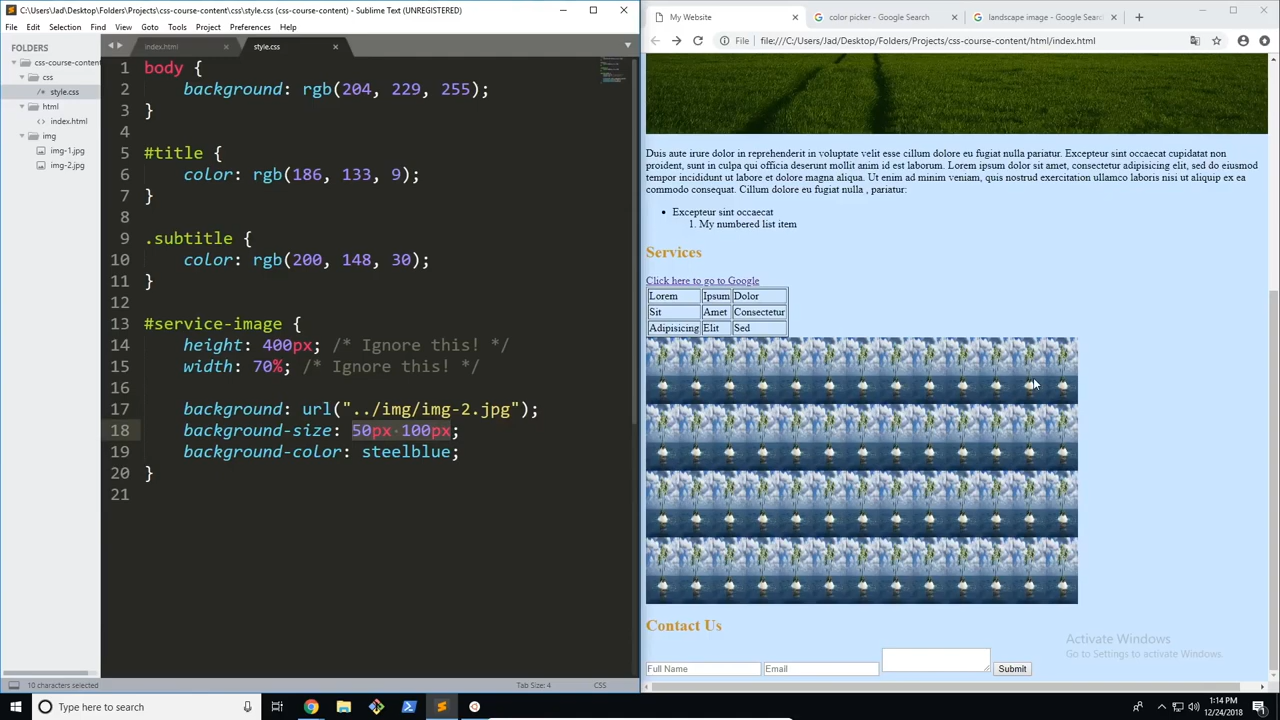 C:\Users\Jad\Desktop\Folders\Projects\css-course-content\css\style.css (css-course-content) - Sublime Text (UNREGISTERED)
File Edit Selection Find View Goto Tools Project Preferences Help
FOLDERS
css-course-content
css
/* style.css
html
index.html
img
img-1.jpg
img-2.jpg
index.html
style.css
1 body {
2 background: rgb(204, 229, 255);
3 }
4
5 #title {
6 color: rgb(186, 133, 9);
7 }
8
9 .subtitle {
10 color: rgb(200, 148, 30);
11 }
12
13 #service-image {
14 height: 400px; /* Ignore this! */
15 width: 70%; /* Ignore this! */
16
17 background: url("../img/img-2.jpg");
18 background-size: 50px 100px;
19 background-color: steelblue;
20 }
21
10 characters selected
Tab Size: 4
CSS
My Website
color picker - Google Search
landscape image - Google Sear
File
file:///C:/Users/Jad/Desktop/Folders/Projects/css-course-content/html/index.html
Duis aute irure dolor in reprehenderit in voluptate velit esse cillum dolore eu fugiat nulla pariatur. Excepteur sint occaecat cupidatat non
proident, sunt in culpa qui officia deserunt mollit anim id est laborum. Lorem ipsum dolor sit amet, consectetur adipisicing elit, sed do eiusmod
tempor incididunt ut labore et dolore magna aliqua. Ut enim ad minim veniam, quis nostrud exercitation ullamco laboris nisi ut aliquip ex ea
commodo consequat. Cillum dolore eu fugiat nulla , pariatur:
• Excepteur sint occaecat
1. My numbered list item
Services
Click here to go to Google
Lorem Ipsum Dolor
Sit Amet Consectetur
Adipisicing Elit Sed
Contact Us
Full Name
Email
Submit
Activate Windows
Go to Settings to activate Windows.
Type here to search
1:14 PM
12/24/2018
1